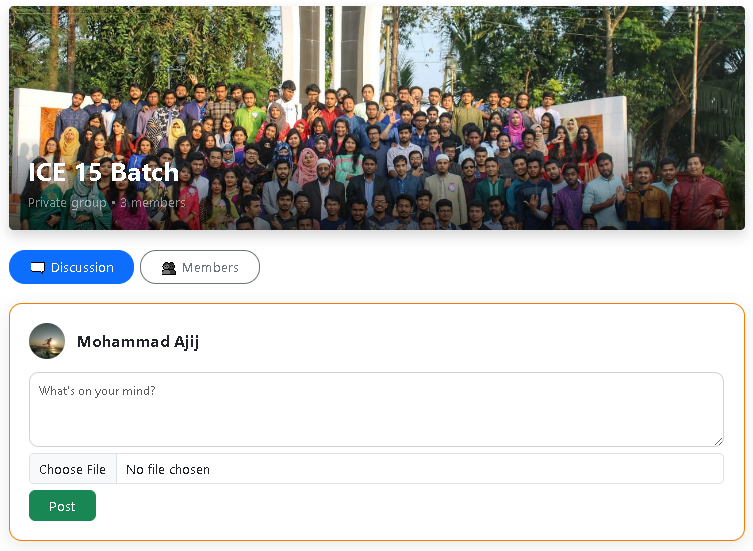 ICE 15 Batch
Private group • 3 members
Discussion
Members
Mohammad Ajij
What's on your mind?
Choose File No file chosen
Post